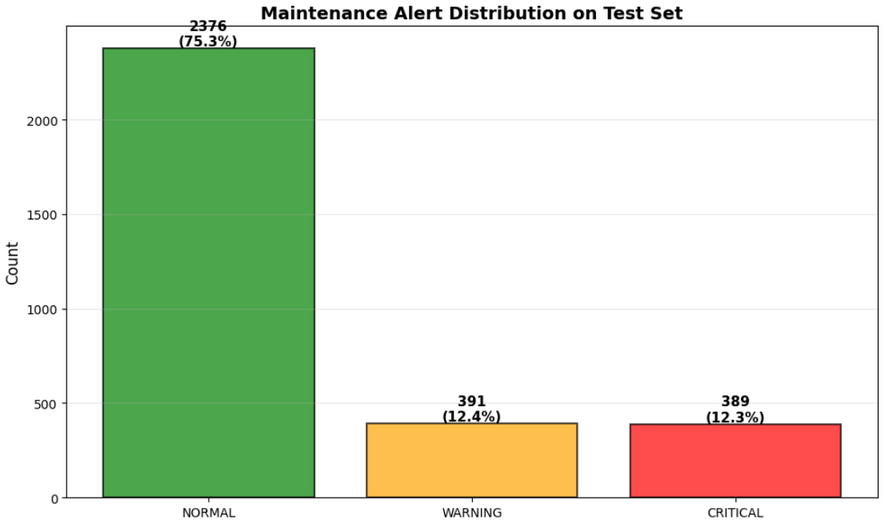 Maintenance Alert Distribution on Test Set
2376
(75.3%)
2000
1500
1000
500
0
Count
391
(12.4%)
389
(12.3%)
NORMAL
WARNING
CRITICAL